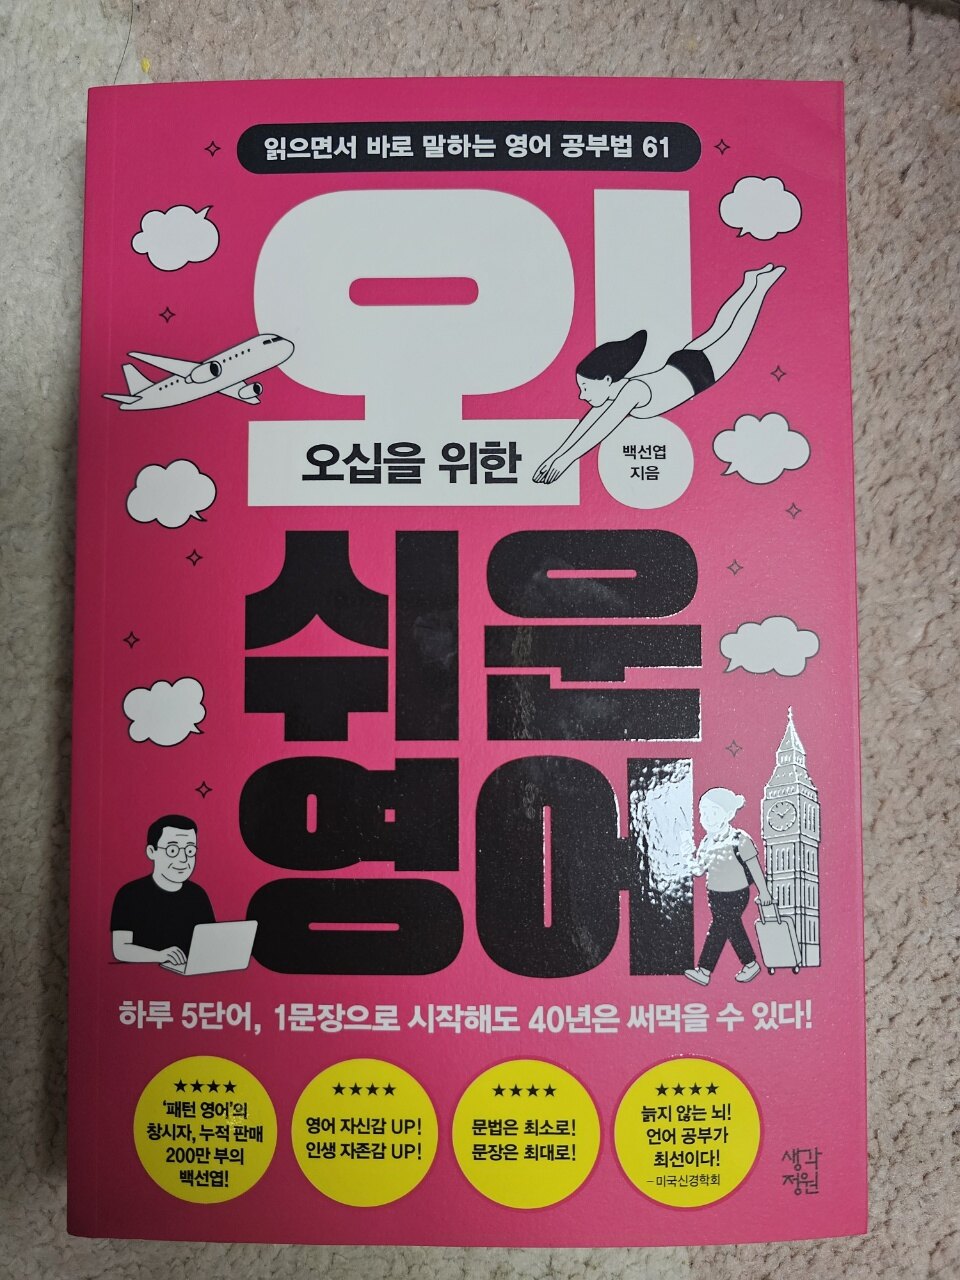 읽으면서 바로 말하는 영어 공부법 61
오!
오십을 위한
백선엽
지음
쉬운
영어
하루 5단어, 1문장으로 시작해도 40년은 써먹을 수 있다!
★★★★
'패턴 영어'의
창시자, 누적 판매
200만 부의
백선엽!
★★★★
영어 자신감 UP!
인생 자존감 UP!
★★★★
문법은 최소로!
문장은 최대로!
★★★★
늙지 않는 뇌!
언어 공부가
최선이다!
– 미국신경학회
생각
정원